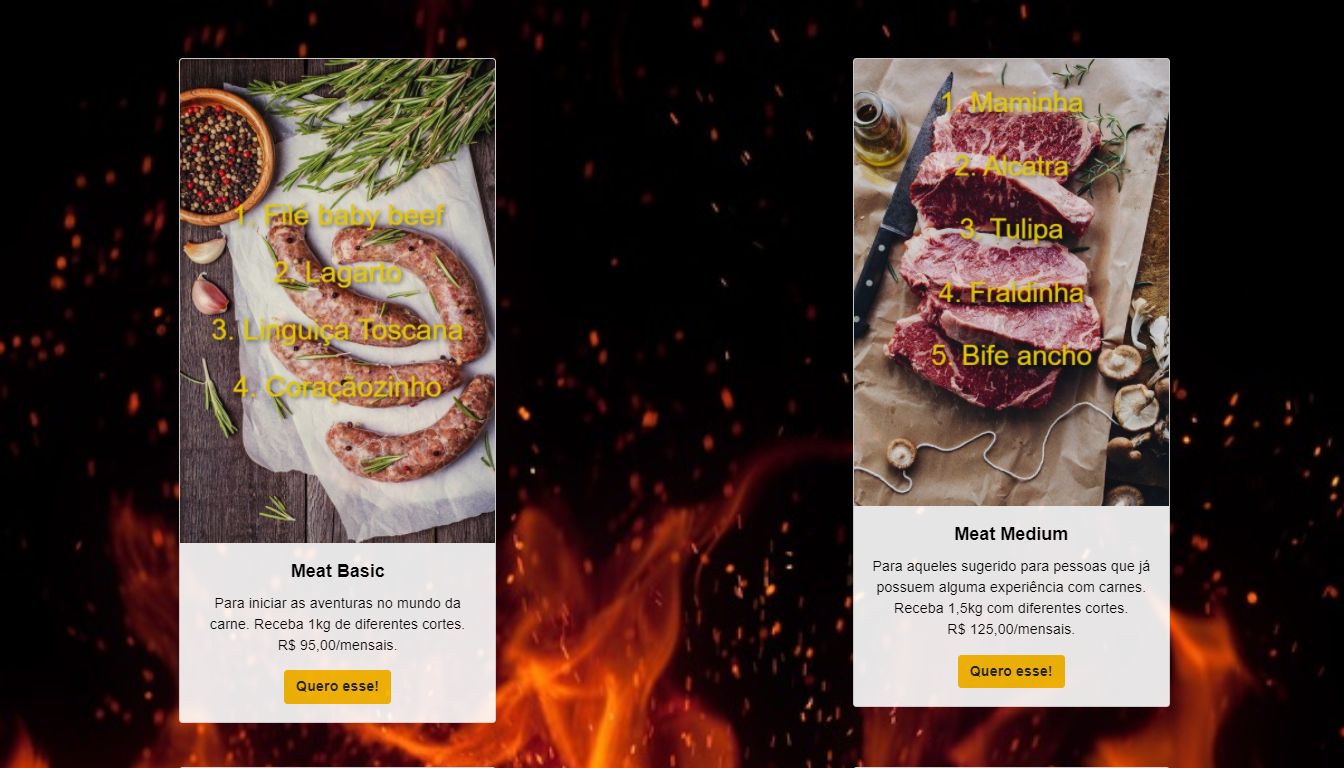 1. Filé baby beef
2. Lagarto
3. Linguiça Toscana
4. Coraçãozinho
Meat Basic
Para iniciar as aventuras no mundo da
carne. Receba 1kg de diferentes cortes.
R$ 95,00/mensais.
Quero esse!
1. Maminha
2. Alcatra
3. Tulipa
4. Fraldinha
5. Bife ancho
Meat Medium
Para aqueles sugerido para pessoas que já
possuem alguma experiência com carnes.
Receba 1,5kg com diferentes cortes.
R$ 125,00/mensais.
Quero esse!